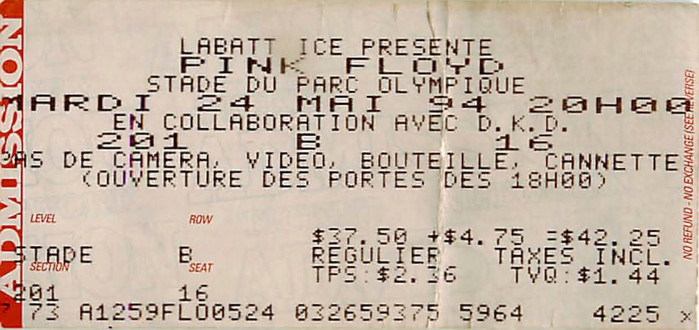 ADMISSION
LABATT ICE PRESENTE
PINK FLOYD
STADE DU PARC OLYMPIQUE
MARDI 24 MAI 94 20H00
EN COLLABORATION AVEC D.K.D.
201 B 16
PAS DE CAMERA, VIDEO, BOUTEILLE, CANNETTE
(OUVERTURE DES PORTES DES 18H00)
LEVEL ROW
$37.50 +$4.75 =$42.25
STADE B REGULIER TAXES INCL.
SECTION SEAT TPS:$2.36 TVQ:$1.44
201 16
73 A1259FL00524 032659375 5964 4225 x
NO REFUND - NO EXCHANGE (SEE REVERSE)